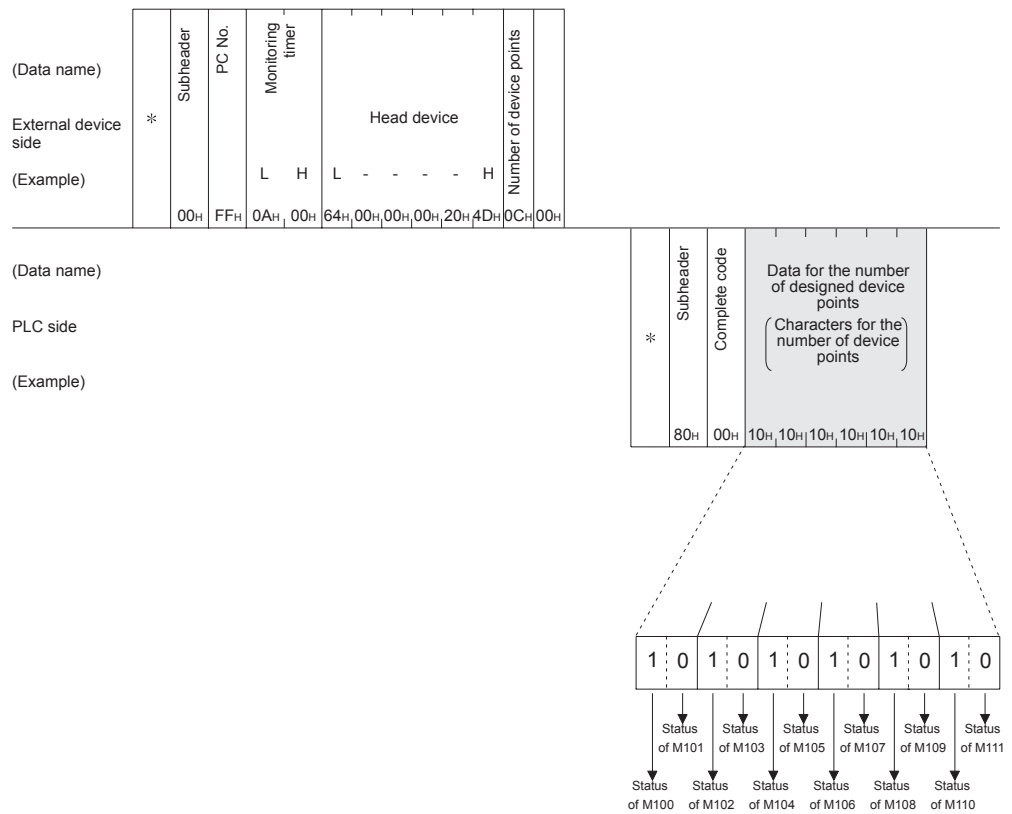 Subheader
PC No.
Monitoring
timer
Number of device points
(Data name)
External device
side
*
Head device
(Example)
L H L - - - - H
00H FFH 0AH 00H 64H 00H 00H 00H 20H 4DH 0CH 00H
(Data name)
Subheader
Complete code
Data for the number
of designed device
points
PLC side
*
(Characters for the
number of device
points)
(Example)
80H 00H 10H 10H 10H 10H 10H 10H
1 0 1 0 1 0 1 0 1 0 1 0
Status Status Status Status Status Status
of M101 of M103 of M105 of M107 of M109 of M111
Status Status Status Status Status Status
of M100 of M102 of M104 of M106 of M108 of M110